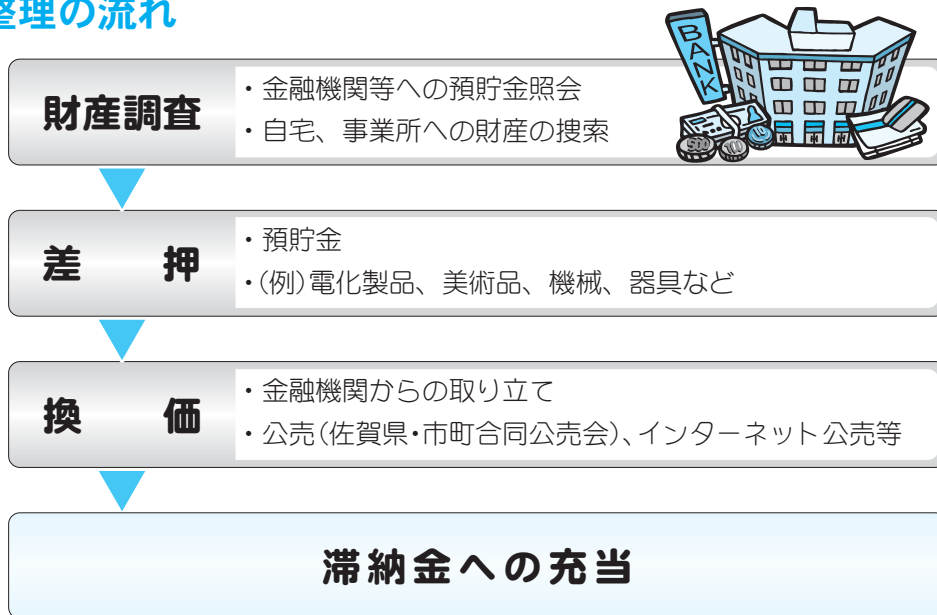 整理の流れ
財産調査
・金融機関等への預貯金照会
・自宅、事業所への財産の捜索
BANK
500
100
10
差　押
・預貯金
・(例)電化製品、美術品、機械、器具など
換　価
・金融機関からの取り立て
・公売(佐賀県・市町合同公売会)、インターネット公売等
滞納金への充当